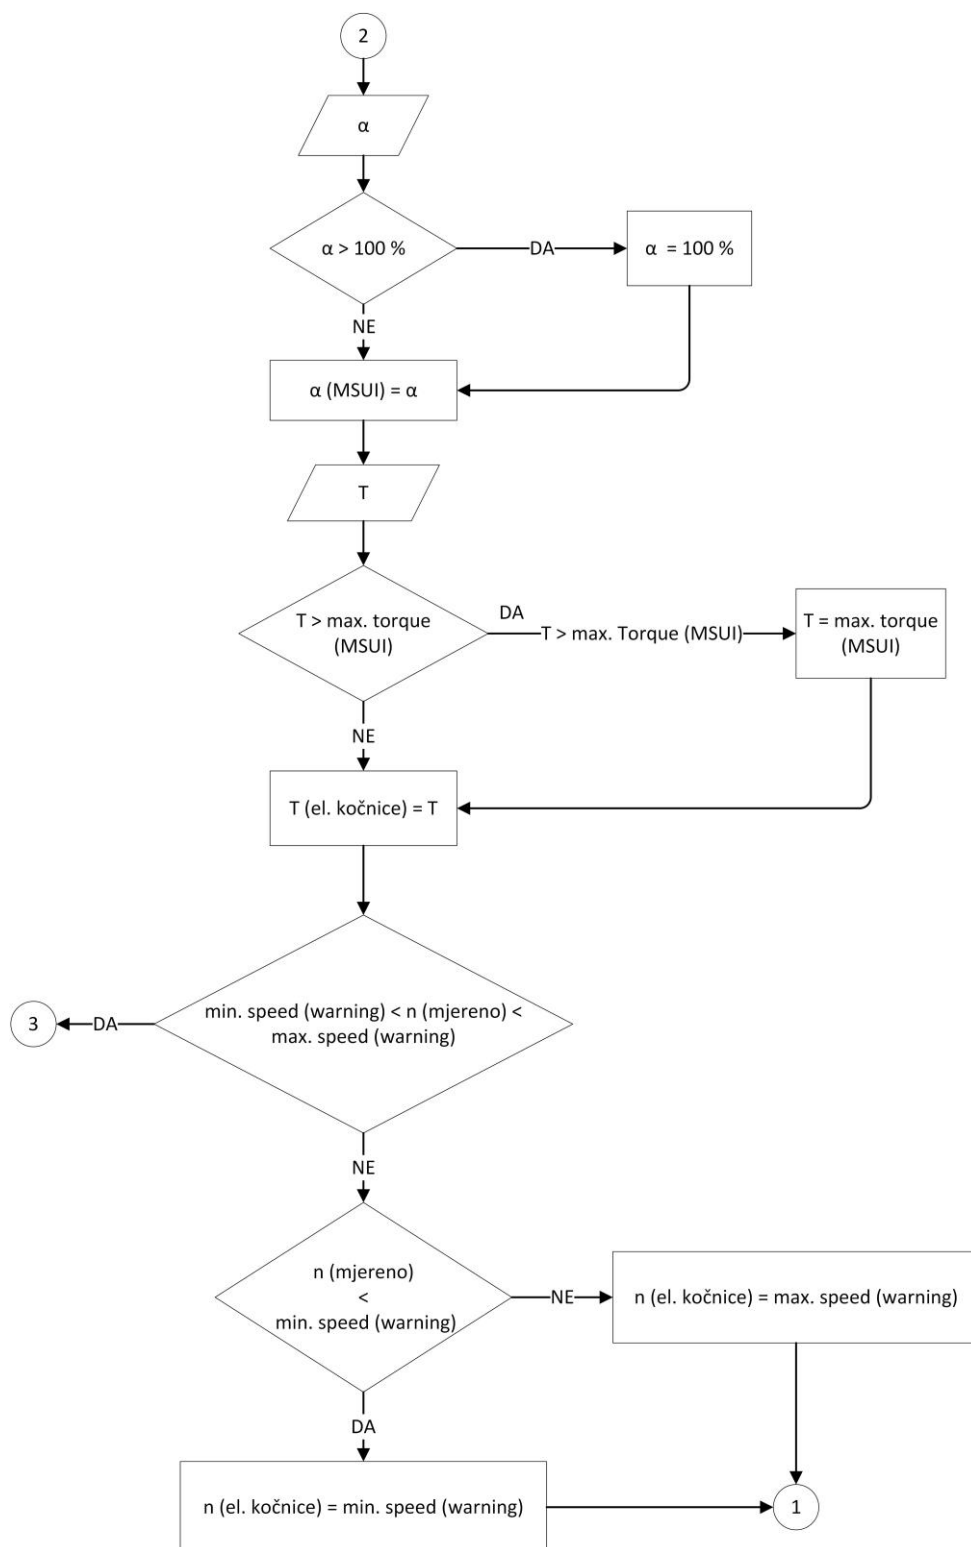 2
α
α > 100 %
DA
α = 100 %
NE
α (MSUI) = α
T
T > max. torque
(MSUI)
DA
T > max. Torque (MSUI)
T = max. torque
(MSUI)
NE
T (el. kočnice) = T
min. speed (warning) < n (mjereno) <
max. speed (warning)
DA
3
NE
n (mjereno)
<
min. speed (warning)
NE
n (el. kočnice) = max. speed (warning)
DA
n (el. kočnice) = min. speed (warning)
1